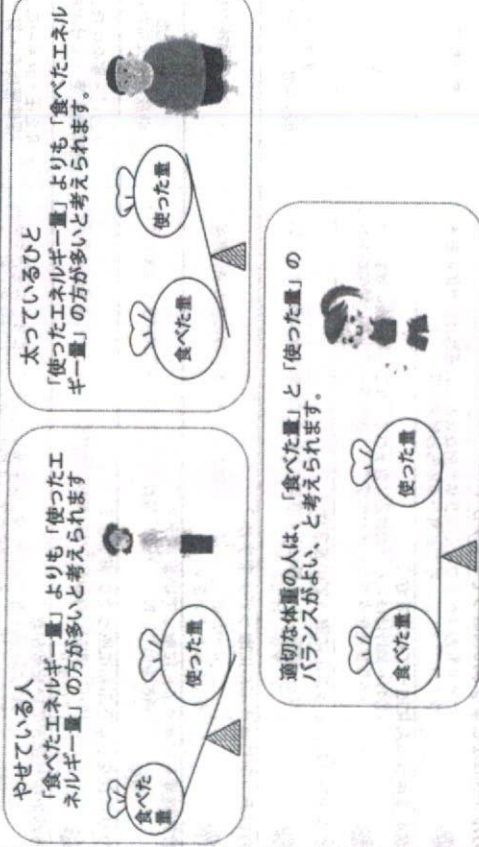 やせている人
「食べたエネルギー量」よりも「使ったエ
ネルギー量」の方が多いと考えられます
食べた
量
使った量
太っているひと
「使ったエネルギー量」よりも「食べたエネル
ギー量」の方が多いと考えられます。
食べた量
使った量
適切な体重の人は、「食べた量」と「使った量」の
バランスがよい、と考えられます。
食べた量
使った量